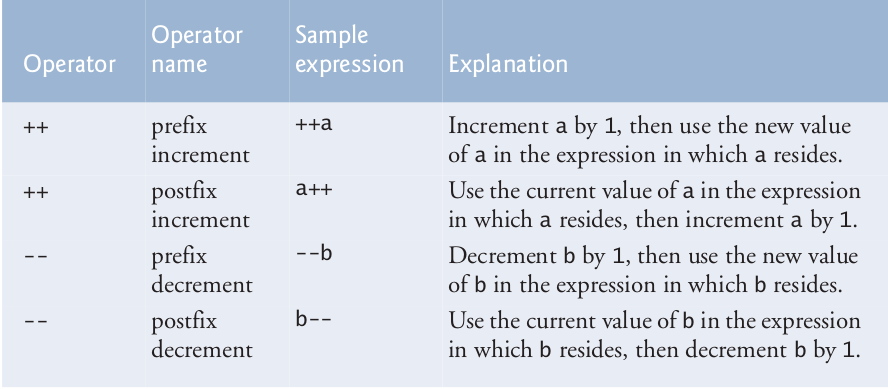 Operator
Operator name
Sample expression
Explanation
++
prefix increment
++a
Increment a by 1, then use the new value
of a in the expression in which a resides.
++
postfix increment
a++
Use the current value of a in the expression
in which a resides, then increment a by 1.
--
prefix decrement
--b
Decrement b by 1, then use the new value
of b in the expression in which b resides.
--
postfix decrement
b--
Use the current value of b in the expression
in which b resides, then decrement b by 1.